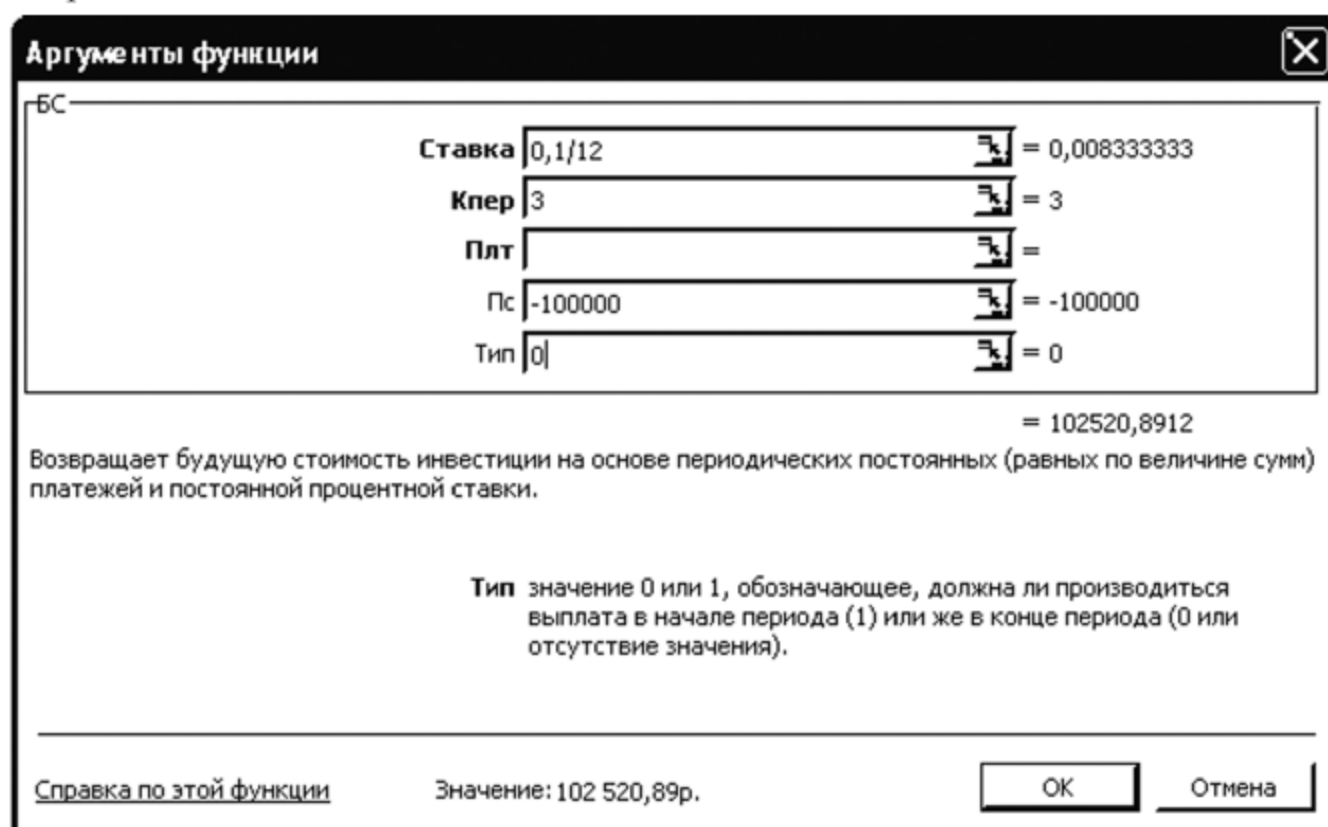 Аргументы функции
БС
Ставка 0,1/12 = 0,008333333
Кпер 3 = 3
Плт =
Пс -100000 = -100000
Тип 0 = 0
= 102520,8912
Возвращает будущую стоимость инвестиции на основе периодических постоянных (равных по величине сумм)
платежей и постоянной процентной ставки.
Тип значение 0 или 1, обозначающее, должна ли производиться
выплата в начале периода (1) или же в конце периода (0 или
отсутствие значения).
Справка по этой функции Значение: 102 520,89р. ОК Отмена